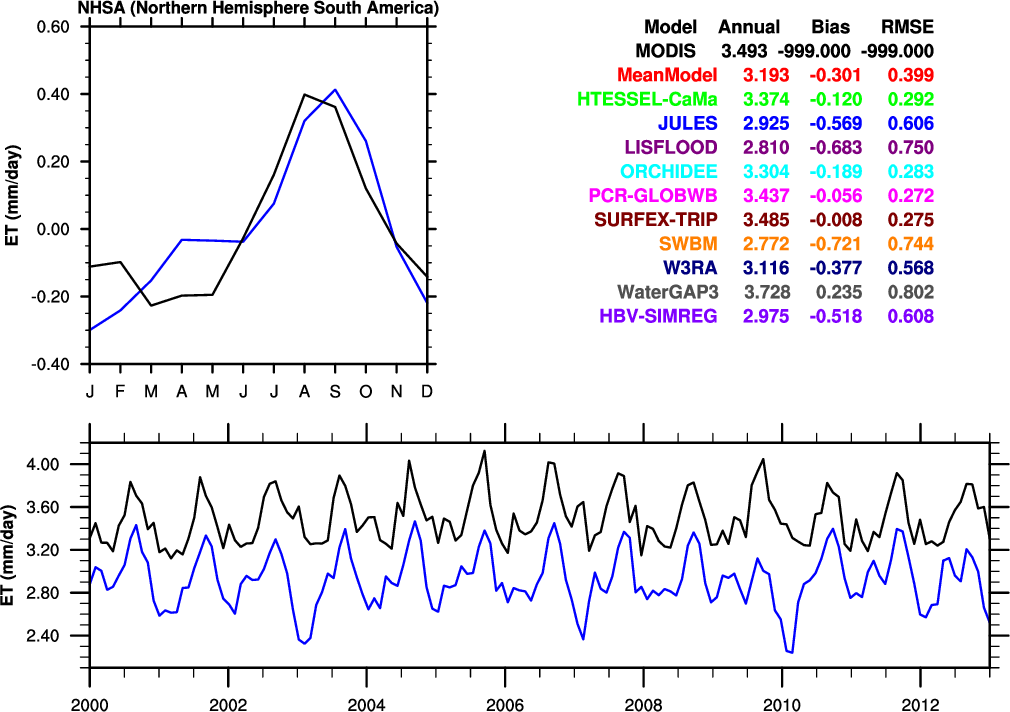 NHSA (Northern Hemisphere South America)
0.60
0.40
0.20
0.00
-0.20
-0.40
ET (mm/day)
J F M A M J J A S O N D
Model Annual Bias RMSE
MODIS 3.493 -999.000 -999.000
MeanModel 3.193 -0.301 0.399
HTESSEL-CaMa 3.374 -0.120 0.292
JULES 2.925 -0.569 0.606
LISFLOOD 2.810 -0.683 0.750
ORCHIDEE 3.304 -0.189 0.283
PCR-GLOBWB 3.437 -0.056 0.272
SURFEX-TRIP 3.485 -0.008 0.275
SWBM 2.772 -0.721 0.744
W3RA 3.116 -0.377 0.568
WaterGAP3 3.728 0.235 0.802
HBV-SIMREG 2.975 -0.518 0.608
4.00
3.60
3.20
2.80
2.40
ET (mm/day)
2000 2002 2004 2006 2008 2010 2012